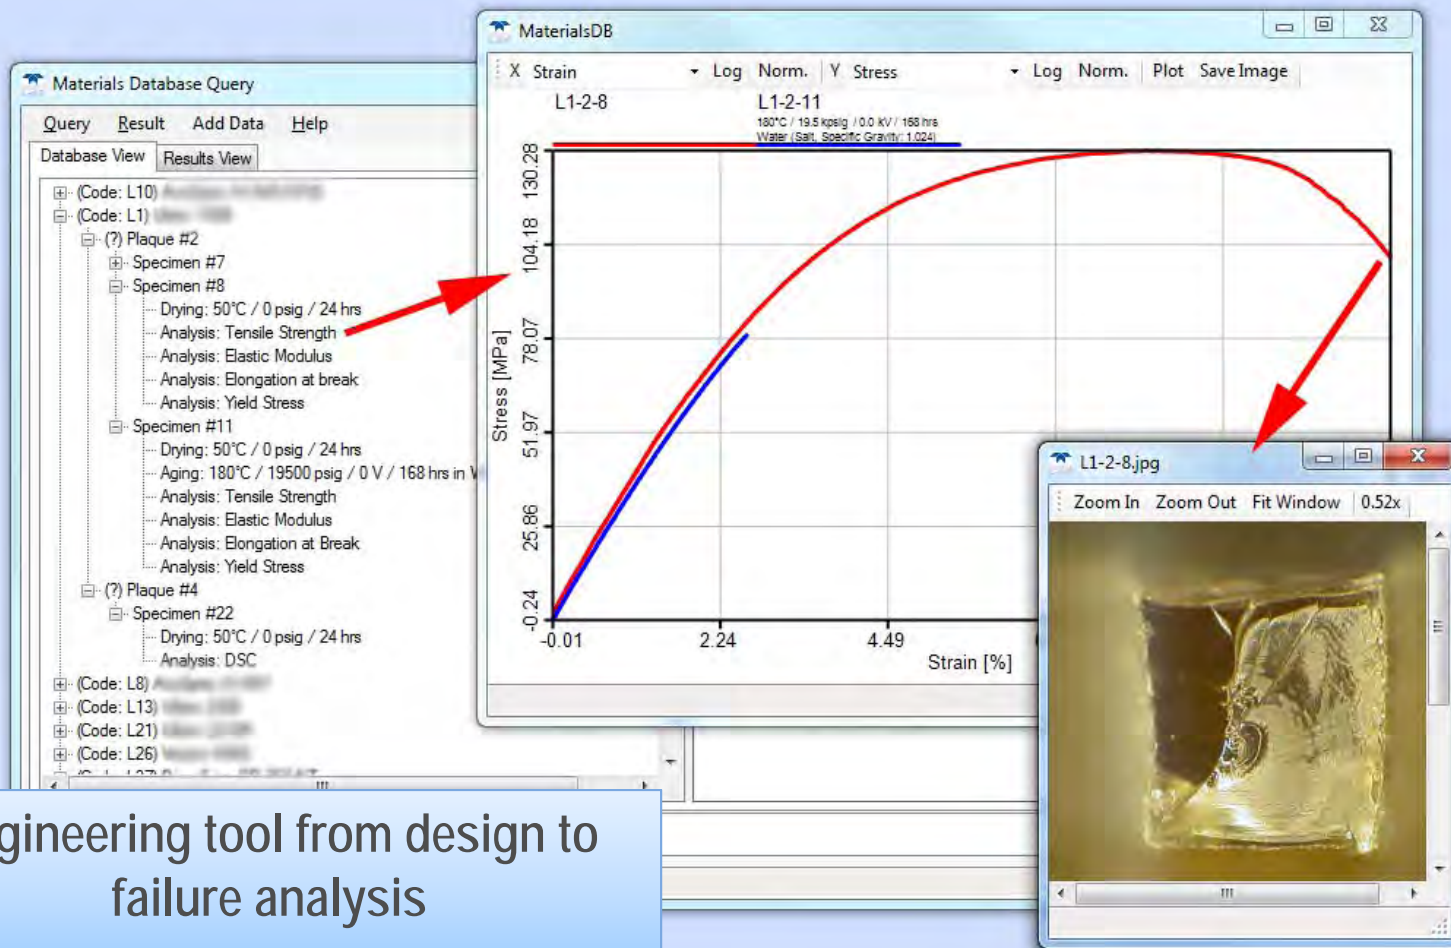 Materials Database Query
Query Result Add Data Help
Database View Results View
(Code: L10)
(Code: L1)
(?) Plaque #2
Specimen #7
Specimen #8
Drying: 50°C / 0 psig / 24 hrs
Analysis: Tensile Strength
Analysis: Elastic Modulus
Analysis: Elongation at break
Analysis: Yield Stress
Specimen #11
Drying: 50°C / 0 psig / 24 hrs
Aging: 180°C / 19500 psig / 0 V / 168 hrs in
Analysis: Tensile Strength
Analysis: Elastic Modulus
Analysis: Elongation at Break
Analysis: Yield Stress
(?) Plaque #4
Specimen #22
Drying: 50°C / 0 psig / 24 hrs
Analysis: DSC
(Code: L8)
(Code: L13)
(Code: L21)
(Code: L26)
MaterialsDB
X Strain Log Norm. Y Stress Log Norm. Plot Save Image
L1-2-8 L1-2-11
180°C / 19.5 kpsig / 0.0 kV / 168 hrs
Water (Salt, Specific Gravity: 1.024)
130.28
104.18
78.07
51.97
25.86
-0.24
Stress [MPa]
-0.01 2.24 4.49
Strain [%]
L1-2-8.jpg
Zoom In Zoom Out Fit Window 0.52x
gineering tool from design to
failure analysis